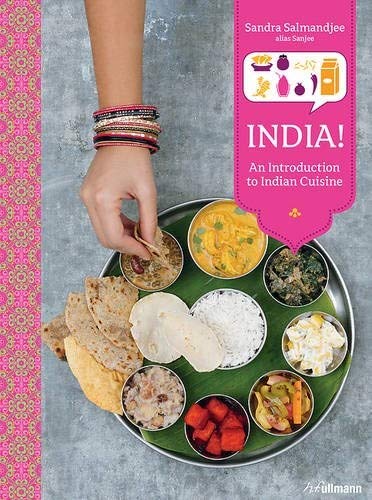 Sandra Salmandjee
alias Sanjee
INDIA!
An Introduction
to Indian Cuisine
h.f.ullmann